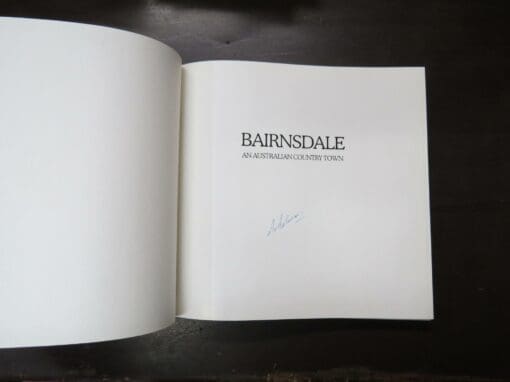 BAIRNSDALE
AN AUSTRALIAN COUNTRY TOWN